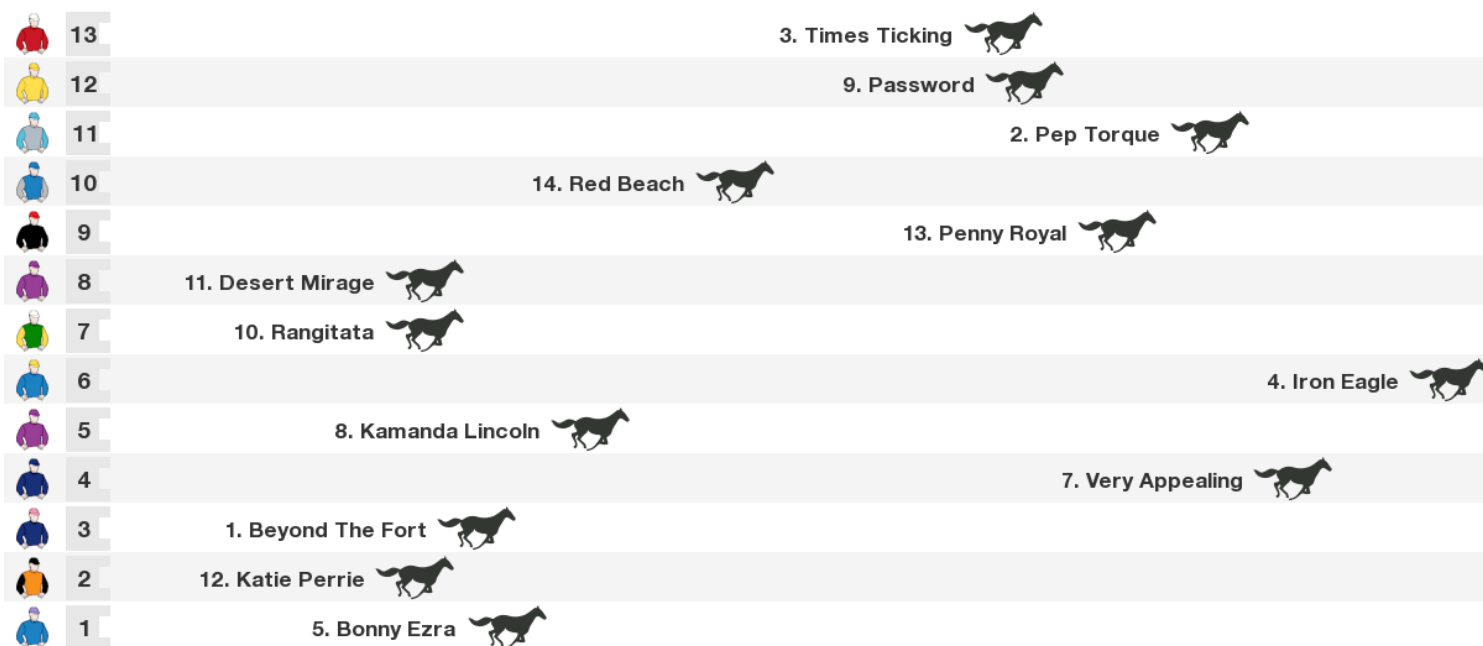 13 3. Times Ticking
12 9. Password
11 2. Pep Torque
10 14. Red Beach
9 13. Penny Royal
8 11. Desert Mirage
7 10. Rangitata
6 4. Iron Eagle
5 8. Kamanda Lincoln
4 7. Very Appealing
3 1. Beyond The Fort
2 12. Katie Perrie
1 5. Bonny Ezra